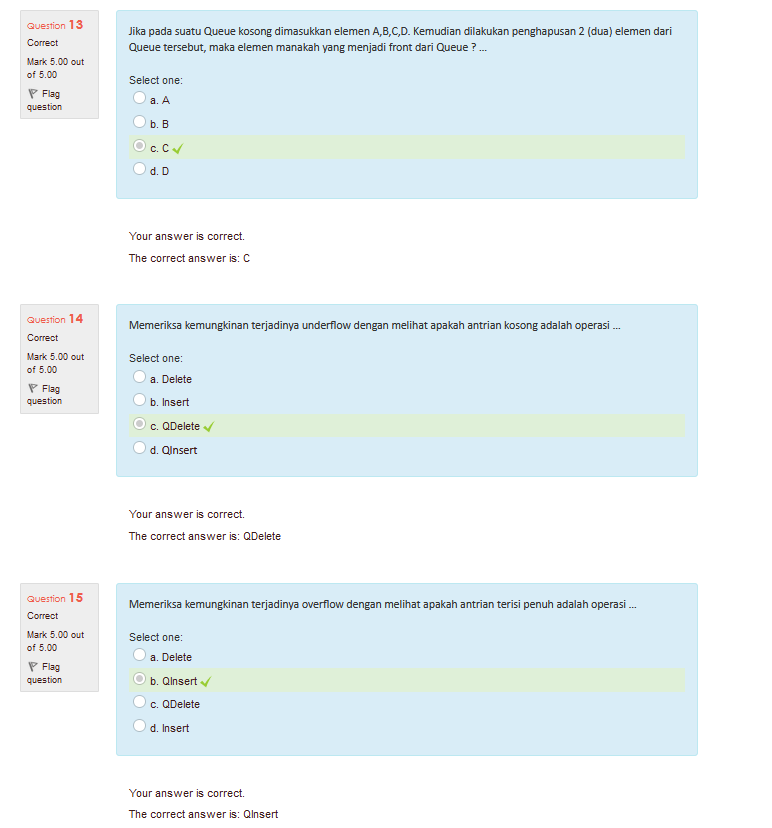 Question 13
Correct
Mark 5.00 out
of 5.00
Flag
question
Jika pada suatu Queue kosong dimasukkan elemen A,B,C,D. Kemudian dilakukan penghapusan 2 (dua) elemen dari
Queue tersebut, maka elemen manakah yang menjadi front dari Queue ? ...
Select one:
a. A
b. B
c. C
d. D
Your answer is correct.
The correct answer is: C
Question 14
Correct
Mark 5.00 out
of 5.00
Flag
question
Memeriksa kemungkinan terjadinya underflow dengan melihat apakah antrian kosong adalah operasi ...
Select one:
a. Delete
b. Insert
c. QDelete
d. QInsert
Your answer is correct.
The correct answer is: QDelete
Question 15
Correct
Mark 5.00 out
of 5.00
Flag
question
Memeriksa kemungkinan terjadinya overflow dengan melihat apakah antrian terisi penuh adalah operasi ...
Select one:
a. Delete
b. QInsert
c. QDelete
d. Insert
Your answer is correct.
The correct answer is: QInsert